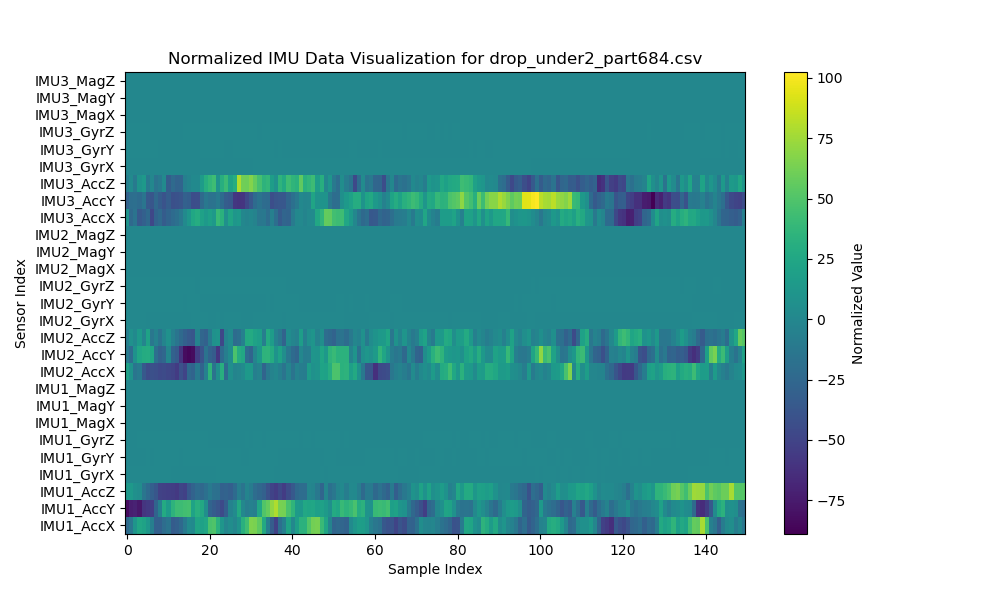 Normalized IMU Data Visualization for drop_under2_part684.csv
Sensor Index
IMU3_MagZ
IMU3_MagY
IMU3_MagX
IMU3_GyrZ
IMU3_GyrY
IMU3_GyrX
IMU3_AccZ
IMU3_AccY
IMU3_AccX
IMU2_MagZ
IMU2_MagY
IMU2_MagX
IMU2_GyrZ
IMU2_GyrY
IMU2_GyrX
IMU2_AccZ
IMU2_AccY
IMU2_AccX
IMU1_MagZ
IMU1_MagY
IMU1_MagX
IMU1_GyrZ
IMU1_GyrY
IMU1_GyrX
IMU1_AccZ
IMU1_AccY
IMU1_AccX
0 20 40 60 80 100 120 140
Sample Index
100
75
50
25
0
−25
−50
−75
Normalized Value